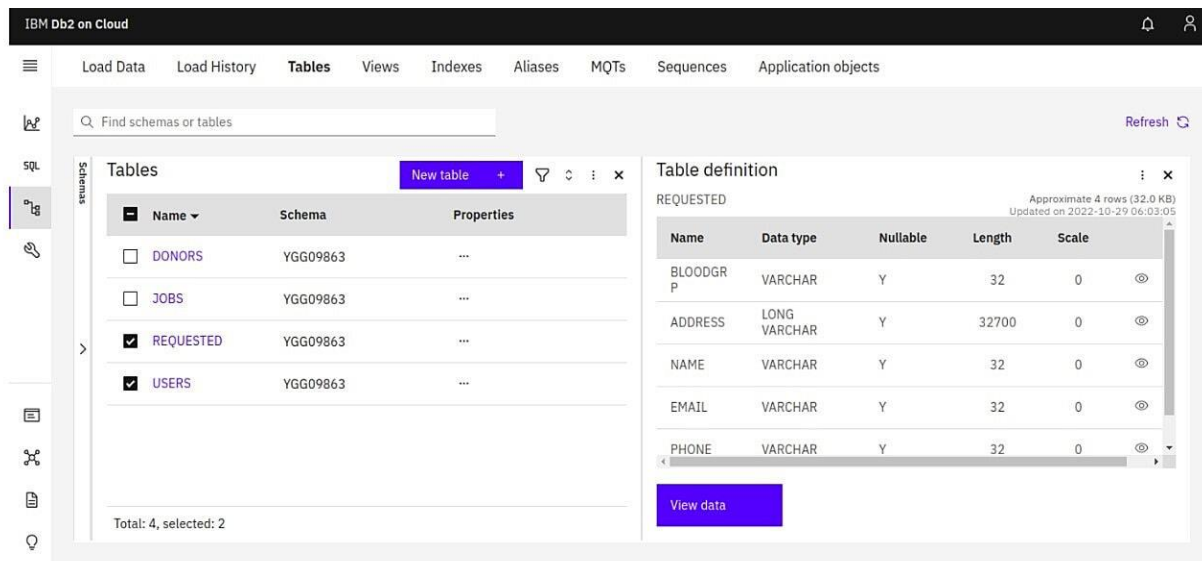 IBM Db2 on Cloud
Load Data Load History Tables Views Indexes Aliases MQTs Sequences Application objects
Find schemas or tables
Refresh
SQL
Schemas
Tables
New table +
Name Schema Properties
DONORS YGG09863 ...
JOBS YGG09863 ...
REQUESTED YGG09863 ...
USERS YGG09863 ...
Total: 4, selected: 2
Table definition
REQUESTED
Approximate 4 rows (32.0 KB)
Updated on 2022-10-29 06:03:05
Name Data type Nullable Length Scale
BLOODGR
P VARCHAR Y 32 0
ADDRESS LONG
VARCHAR Y 32700 0
NAME VARCHAR Y 32 0
EMAIL VARCHAR Y 32 0
PHONE VARCHAR Y 32 0
View data